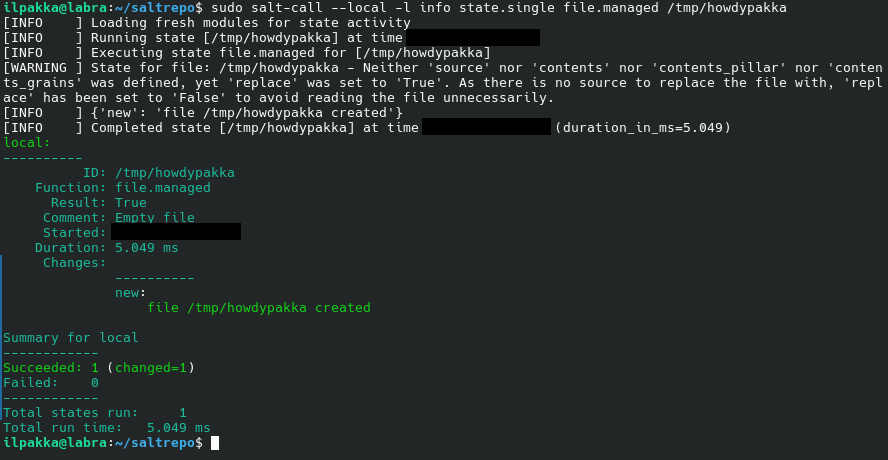 ilpakka@labra:~/saltrepo$ sudo salt-call --local -l info state.single file.managed /tmp/howdypakka
[INFO    ] Loading fresh modules for state activity
[INFO    ] Running state [/tmp/howdypakka] at time
[INFO    ] Executing state file.managed for [/tmp/howdypakka]
[WARNING ] State for file: /tmp/howdypakka - Neither 'source' nor 'contents' nor 'contents_pillar' nor 'conten
ts_grains' was defined, yet 'replace' was set to 'True'. As there is no source to replace the file with, 'repl
ace' has been set to 'False' to avoid reading the file unnecessarily.
[INFO    ] {'new': 'file /tmp/howdypakka created'}
[INFO    ] Completed state [/tmp/howdypakka] at time (duration_in_ms=5.049)
local:
----------
          ID: /tmp/howdypakka
    Function: file.managed
      Result: True
     Comment: Empty file
     Started:
    Duration: 5.049 ms
     Changes:
              ----------
              new:
                  file /tmp/howdypakka created

Summary for local
------------
Succeeded: 1 (changed=1)
Failed:    0
------------
Total states run:     1
Total run time:   5.049 ms
ilpakka@labra:~/saltrepo$